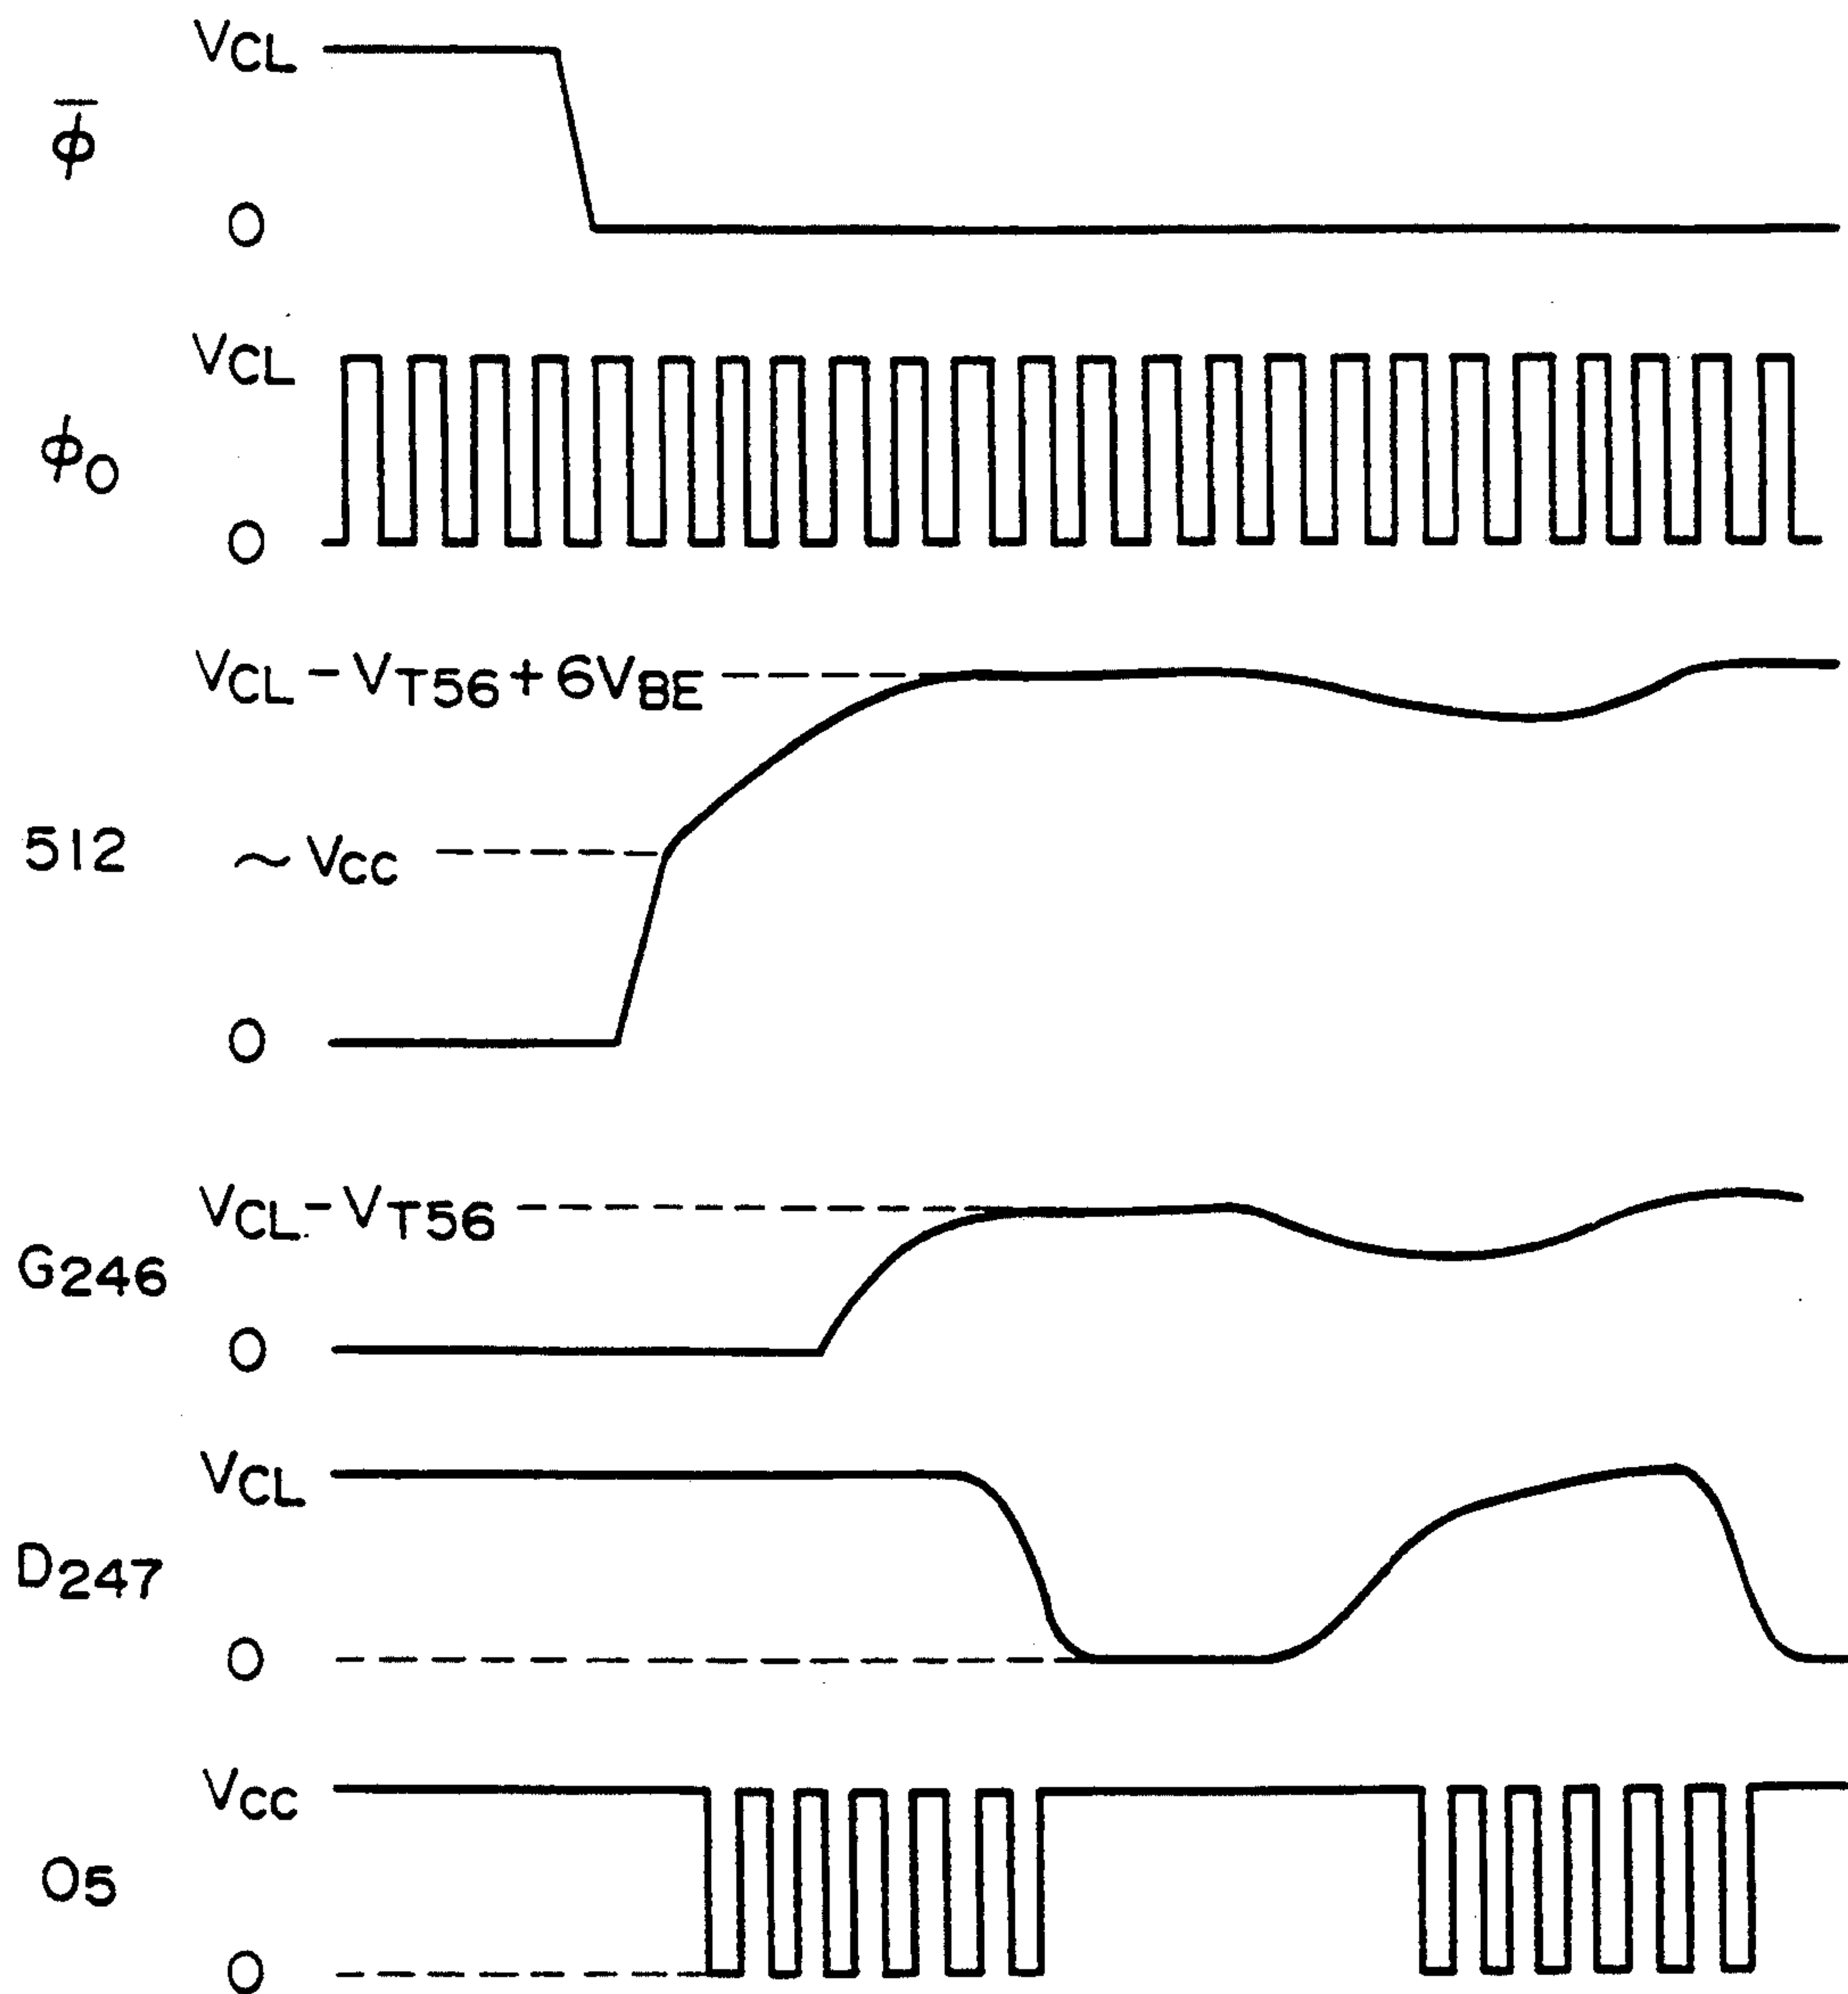 VCL
ϕ̅
0
VCL
ϕ0
0
VCL - VT56 + 6VBE
512
~ VCC
0
VCL - VT56
G246
0
VCL
D247
0
VCC
O5
0